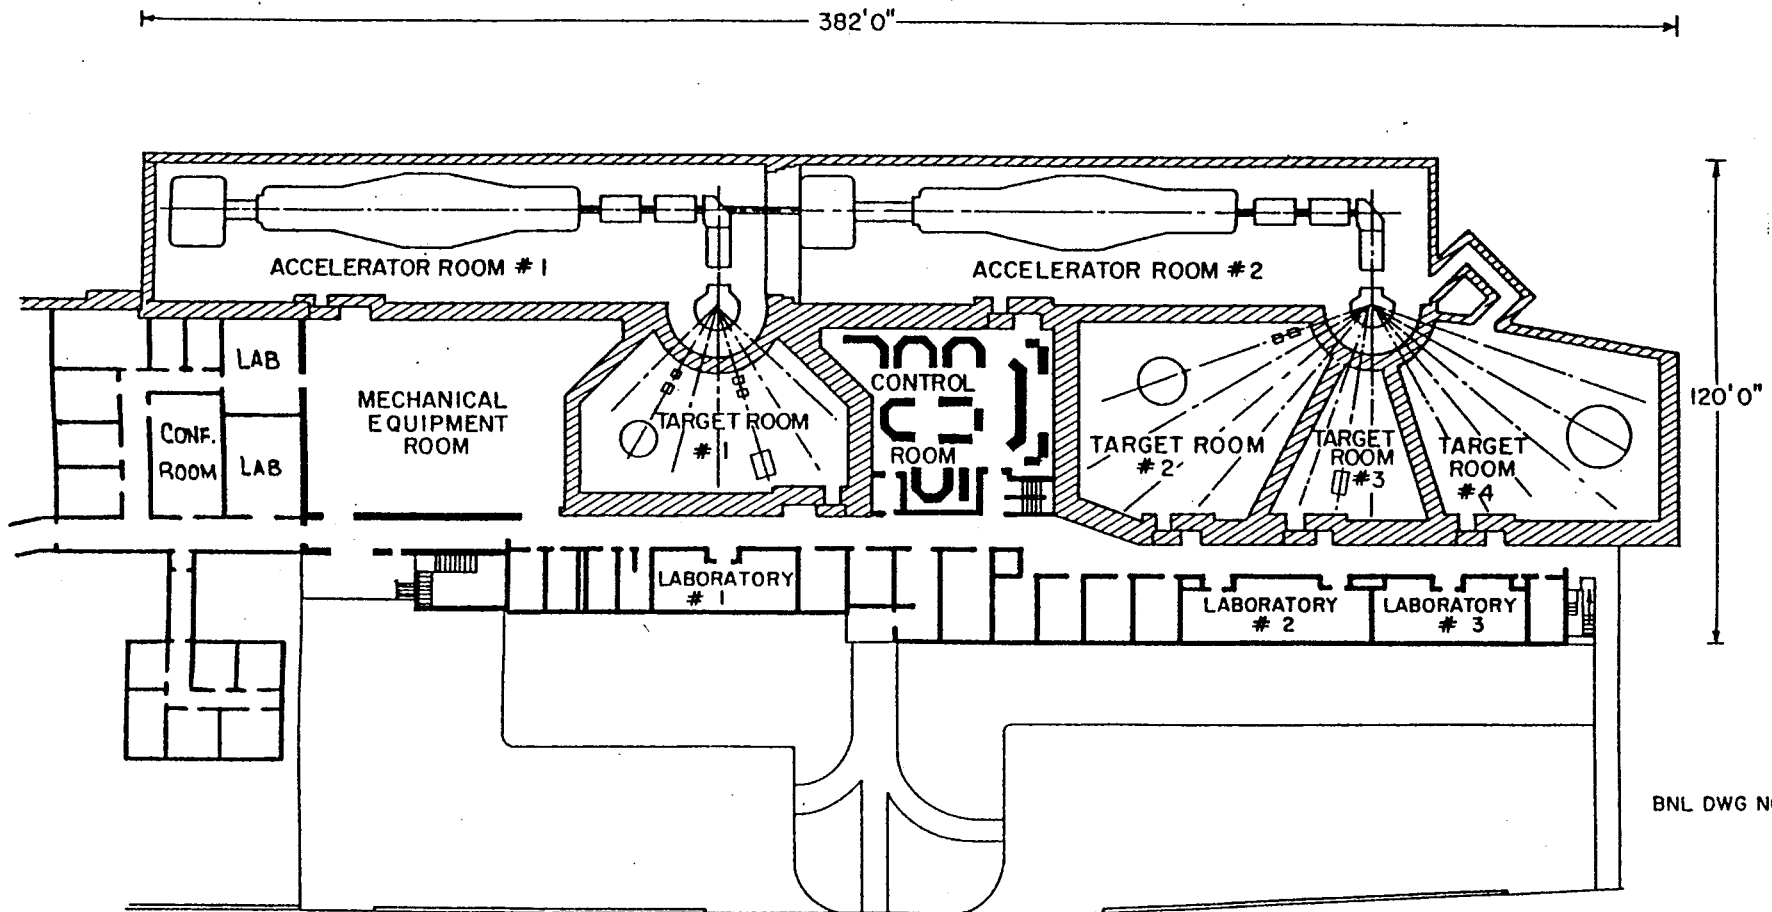 382'0"
ACCELERATOR ROOM #1
ACCELERATOR ROOM #2
LAB
CONF.
ROOM
LAB
MECHANICAL
EQUIPMENT
ROOM
TARGET ROOM
#1
CONTROL
ROOM
TARGET ROOM
#2
TARGET
ROOM
#3
TARGET
ROOM
#4
120'0"
LABORATORY
# 1
LABORATORY
# 2
LABORATORY
# 3
BNL DWG